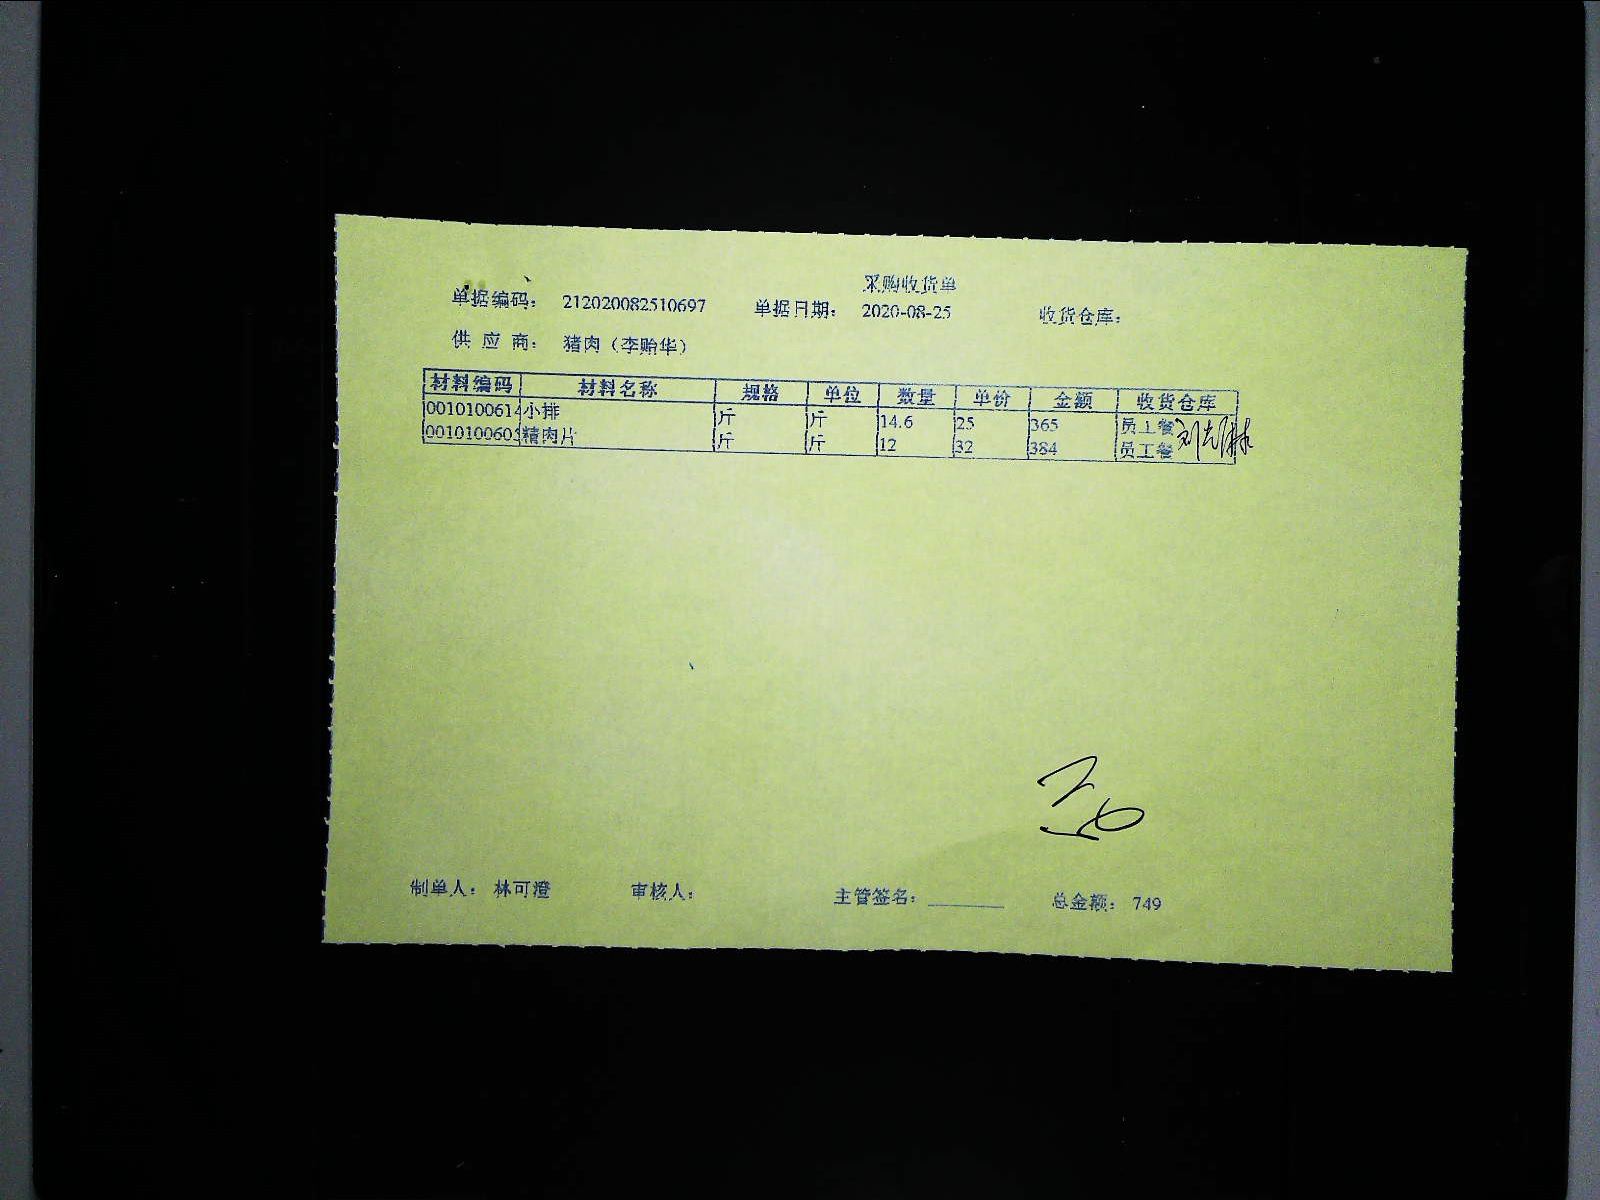 采购收货单
单据编码： 212020082510697 单据日期： 2020-08-25 收货仓库：
供 应 商： 猪肉（李贻华）
材料编码 材料名称 规格 单位 数量 单价 金额 收货仓库
0010100614 小排 斤 斤 14.6 25 365 员工餐
001010060 精肉片 斤 斤 12 32 384 员工餐
制单人： 林可澄 审核人： 主管签名： 总金额： 749